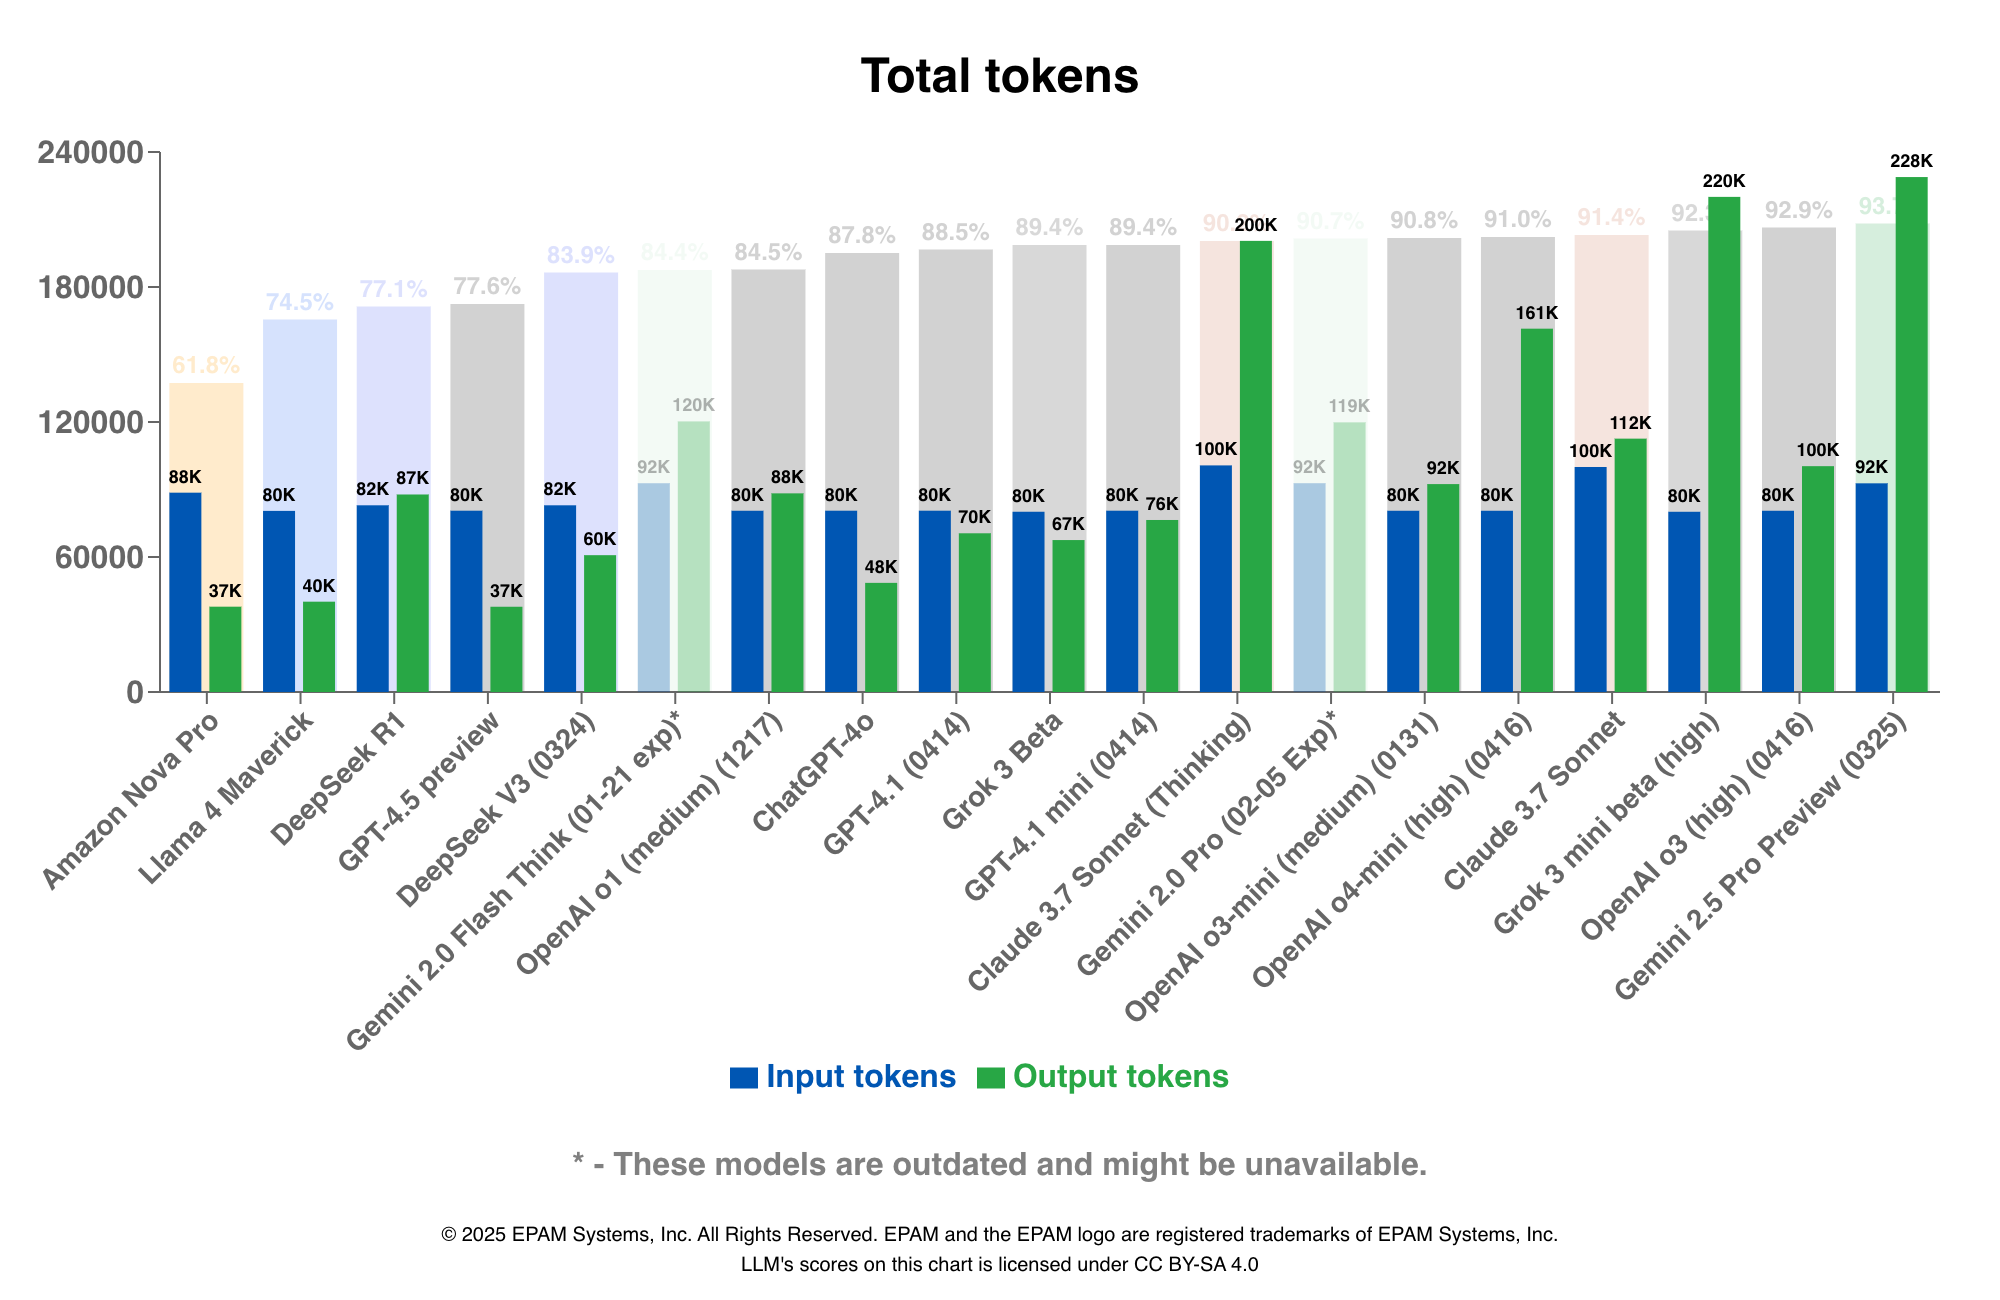 Total tokens
240000
180000
120000
60000
0
61.8%
74.5%
77.1%
77.6%
83.9%
84.4%
84.5%
87.8%
88.5%
89.4%
89.4%
90.7%
90.8%
91.0%
91.4%
92.9%
88K 37K
80K 40K
82K 87K
80K 37K
82K 60K
92K 120K
80K 88K
80K 48K
80K 70K
80K 67K
80K 76K
100K 200K
92K 119K
80K 92K
80K 161K
100K 112K
80K 220K
80K 100K
92K 228K
Amazon Nova Pro
Llama 4 Maverick
DeepSeek R1
GPT-4.5 preview
DeepSeek V3 (0324)
Gemini 2.0 Flash Think (01-21 exp)*
OpenAI o1 (medium) (1217)
ChatGPT-4o
GPT-4.1 (0414)
Grok 3 Beta
GPT-4.1 mini (0414)
Claude 3.7 Sonnet (Thinking)
Gemini 2.0 Pro (02-05 Exp)*
OpenAI o3-mini (medium) (0131)
OpenAI o4-mini (high) (0416)
Claude 3.7 Sonnet
Grok 3 mini beta (high)
OpenAI o3 (high) (0416)
Gemini 2.5 Pro Preview (0325)
Input tokens
Output tokens
* - These models are outdated and might be unavailable.
© 2025 EPAM Systems, Inc. All Rights Reserved. EPAM and the EPAM logo are registered trademarks of EPAM Systems, Inc.
LLM's scores on this chart is licensed under CC BY-SA 4.0